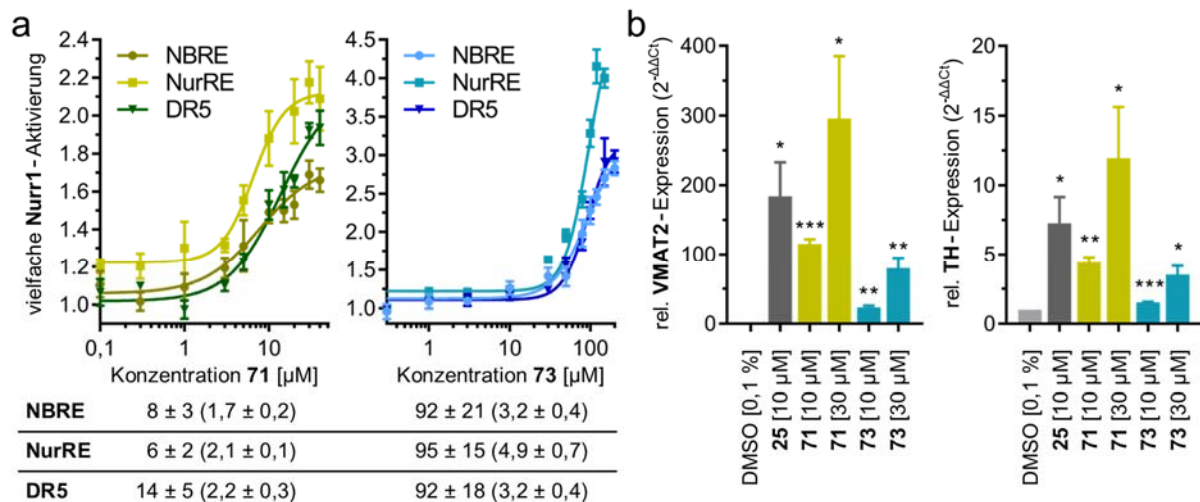 a
vielfache Nurr1-Aktivierung
2.4
2.2
2.0
1.8
1.6
1.4
1.2
1.0
NBRE
NurRE
DR5
0,1
1
10
Konzentration 71 [µM]
4.5
4.0
3.5
3.0
2.5
2.0
1.5
1.0
NBRE
NurRE
DR5
1
10
100
Konzentration 73 [µM]
NBRE 8 ± 3 (1,7 ± 0,2) 92 ± 21 (3,2 ± 0,4)
NurRE 6 ± 2 (2,1 ± 0,1) 95 ± 15 (4,9 ± 0,7)
DR5 14 ± 5 (2,2 ± 0,3) 92 ± 18 (3,2 ± 0,4)
b
rel. VMAT2-Expression (2^-ΔΔCt)
400
300
200
100
0
*
***
*
**
**
DMSO [0,1 %]
25 [10 µM]
71 [10 µM]
71 [30 µM]
73 [10 µM]
73 [30 µM]
rel. TH-Expression (2^-ΔΔCt)
20
15
10
5
0
*
**
*
***
*
DMSO [0,1 %]
25 [10 µM]
71 [10 µM]
71 [30 µM]
73 [10 µM]
73 [30 µM]